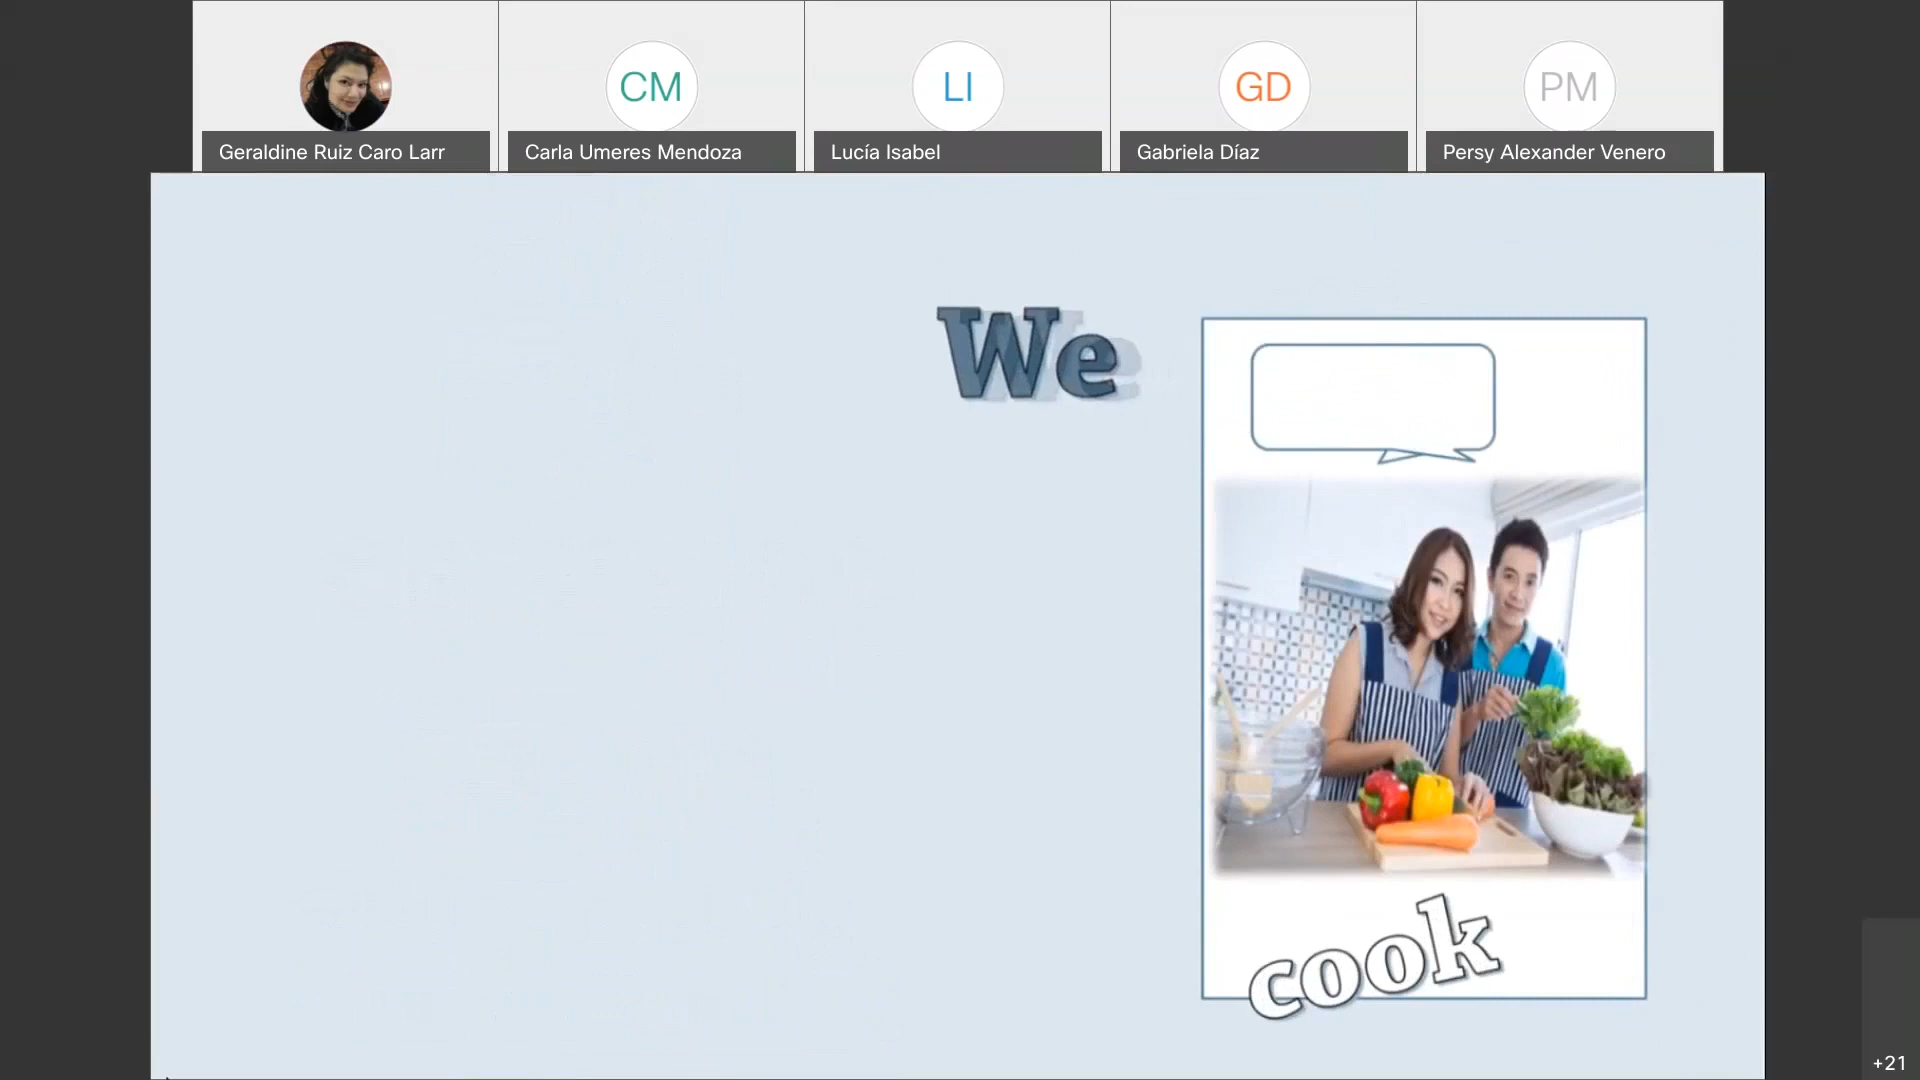 CM
LI
GD
PM
Geraldine Ruiz Caro Larr
Carla Umeres Mendoza
Lucía Isabel
Gabriela Díaz
Persy Alexander Venero
We
cook
+21